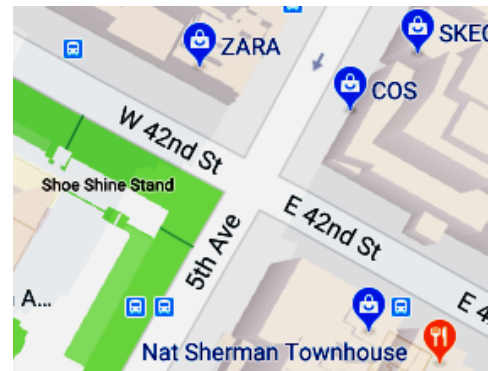 ZARA
SKEC
COS
W 42nd St
Shoe Shine Stand
E 42nd St
5th Ave
A...
E 4
Nat Sherman Townhouse